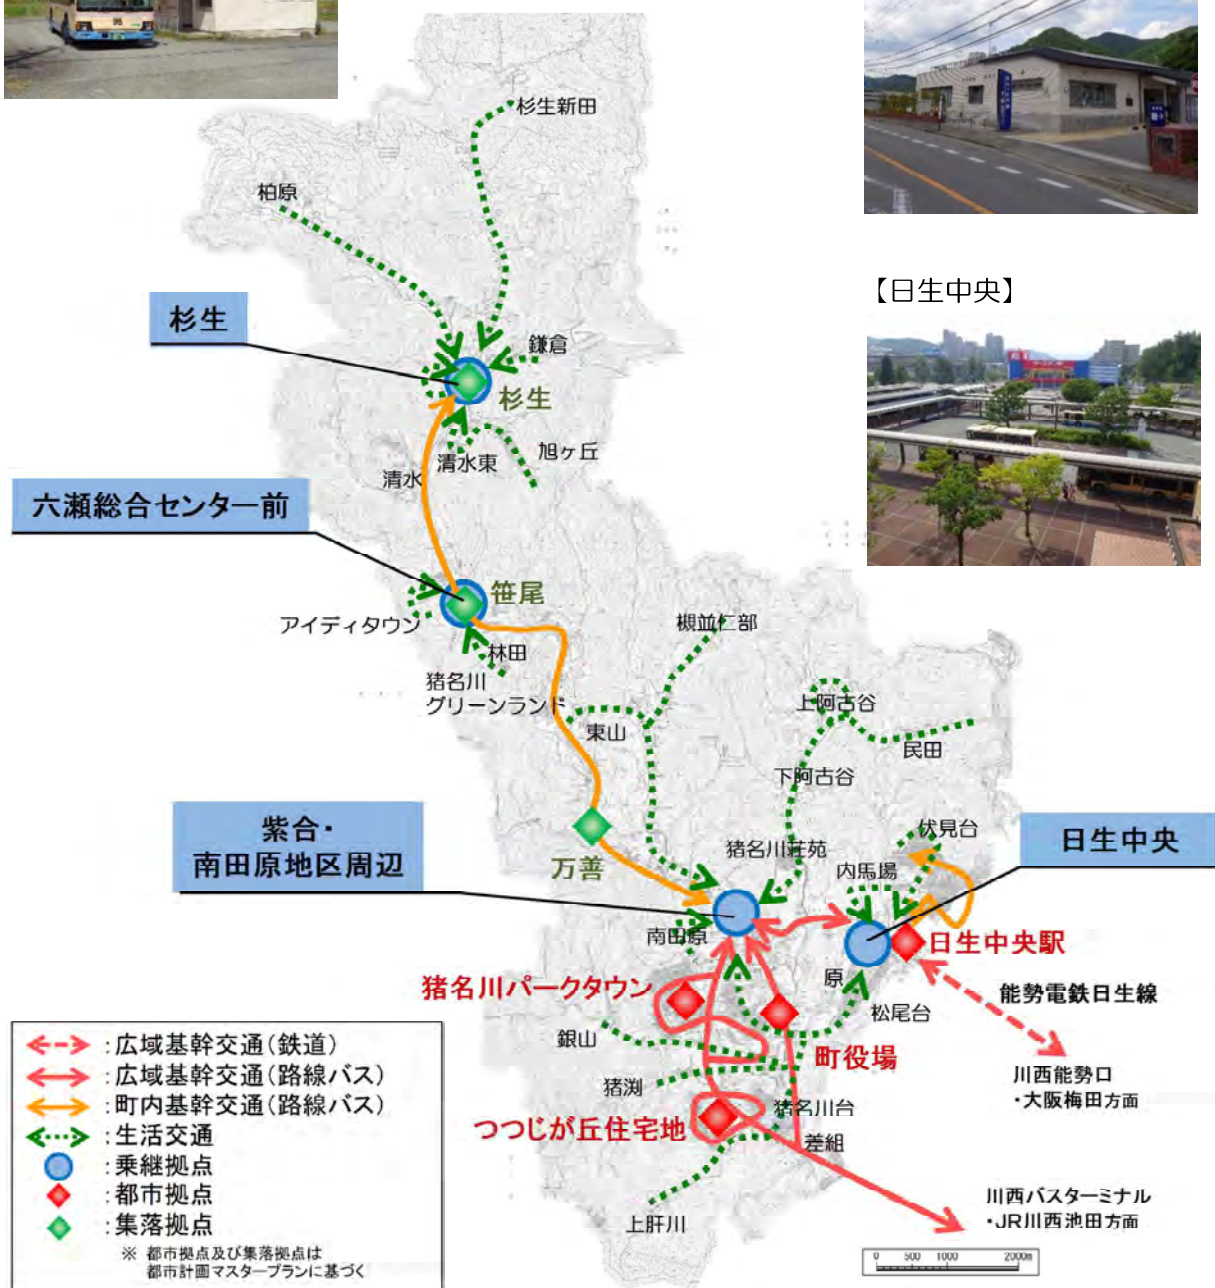 杉生新田
柏原
【日生中央】
杉生
鎌倉
杉生
旭ヶ丘
清水東
清水
六瀬総合センター前
笹尾
アイディタウン
林田
猪名川
グリーンランド
槻並仁部
東山
上阿古谷
民田
下阿古谷
紫合・
南田原地区周辺
万善
猪名川荘苑
伏見台
内馬場
日生中央
南田原
日生中央駅
猪名川パークタウン
原
松尾台
能勢電鉄日生線
銀山
町役場
猪渕
川西能勢口
・大阪梅田方面
つつじが丘住宅地
猪名川台
差組
上肝川
川西バスターミナル
・JR川西池田方面
：広域基幹交通（鉄道）
：広域基幹交通（路線バス）
：町内基幹交通（路線バス）
：生活交通
：乗継拠点
：都市拠点
：集落拠点
※ 都市拠点及び集落拠点は
都市計画マスタープランに基づく
0 500 1000 2000m